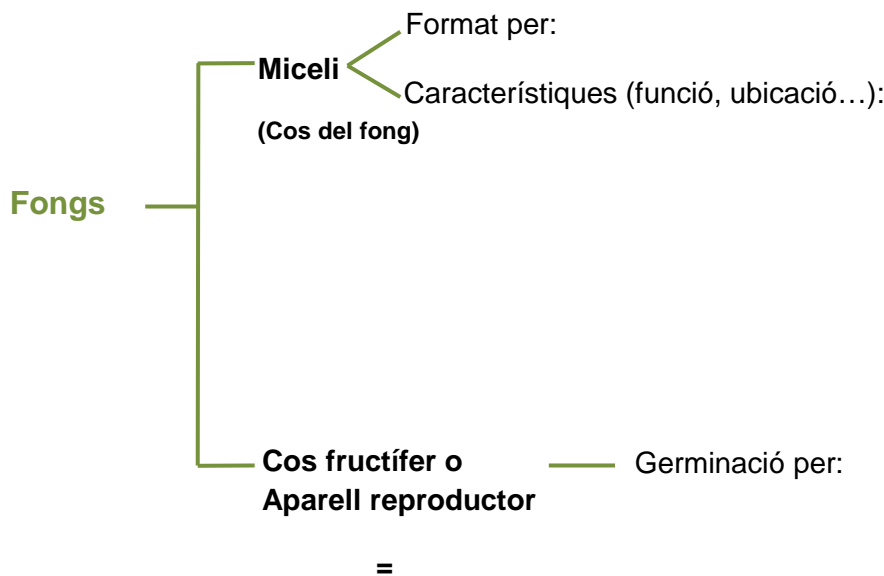 Format per:
Miceli
Característiques (funció, ubicació…):
(Cos del fong)
Fongs
Cos fructífer o
Aparell reproductor
Germinació per:
=